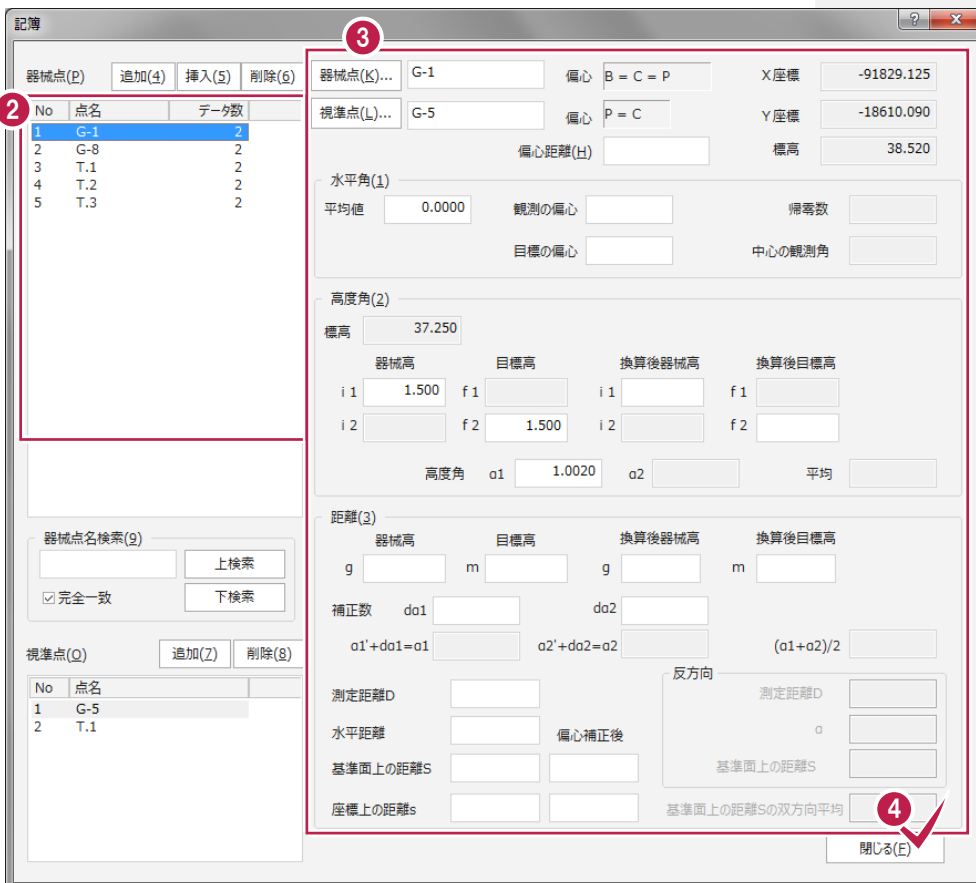 記簿
?
×
3
器械点(P)
追加(4)
挿入(5)
削除(6)
2
No 点名 データ数
1 G-1 2
2 G-8 2
3 T.1 2
4 T.2 2
5 T.3 2
器械点名検索(9)
上検索
完全一致
下検索
視準点(O)
追加(7)
削除(8)
No 点名
1 G-5
2 T.1
器械点(K)... G-1 偏心 B = C = P X座標 -91829.125
視準点(L)... G-5 偏心 P = C Y座標 -18610.090
偏心距離(H) 標高 38.520
水平角(1)
平均値 0.0000 観測の偏心 帰零数
目標の偏心 中心の観測角
高度角(2)
標高 37.250
器械高 目標高 換算後器械高 換算後目標高
i 1 1.500 f 1 i 1 f 1
i 2 f 2 1.500 i 2 f 2
高度角 α1 1.0020 α2 平均
距離(3)
器械高 目標高 換算後器械高 換算後目標高
g m g m
補正数 dα1 dα2
α1'+dα1=α1 α2'+dα2=α2 (α1+α2)/2
測定距離D
水平距離 偏心補正後
基準面上の距離S
座標上の距離s
反方向
測定距離D
α
基準面上の距離S
基準面上の距離Sの双方向平均
4
閉じる(F)